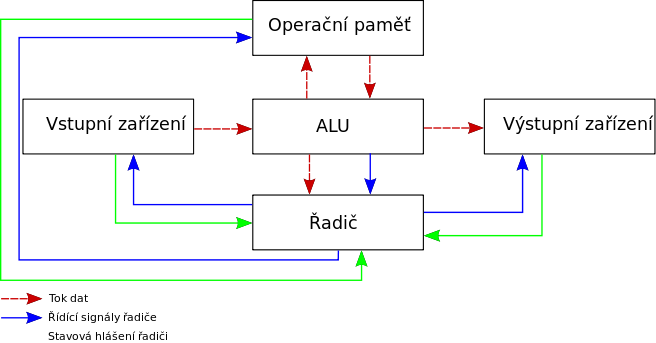 Operační paměť
Vstupní zařízení
ALU
Výstupní zařízení
Řadič
Tok dat
Řídící signály řadiče
Stavová hlášení řadiči